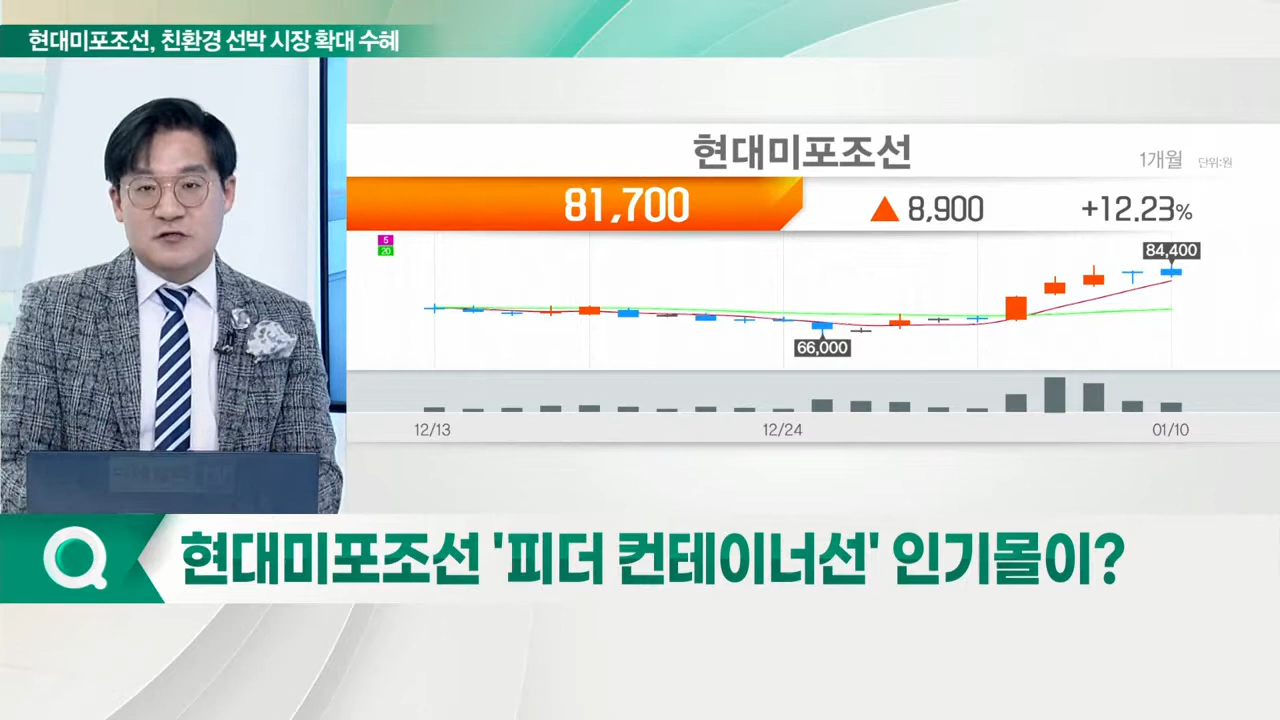 현대미포조선, 친환경 선박 시장 확대 수혜
현대미포조선
1개월 단위:원
81,700
▲ 8,900
+12.23%
5
20
84,400
66,000
12/13
12/24
01/10
현대미포조선 '피더 컨테이너선' 인기몰이?